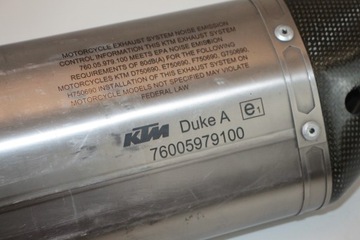 MOTORCYCLE EXHAUST SYSTEM NOISE EMISSION
CONTROL INFORMATION THIS KTM EXHAUST SYSTEM
760.05.979.100 MEETS EPA NOISE EMISSION
REQUIREMENTS OF 80dB(A) FOR THE FOLLOWING
MOTORCYCLES KTM D750690, E750690, F750690, G750690,
H750690 INSTALLATION OF THIS EXHAUST SYSTEM ON
MOTORCYCLE MODELS NOT SPECIFIED MAY VIOLATE
FEDERAL LAW
KTM Duke A e1
76005979100